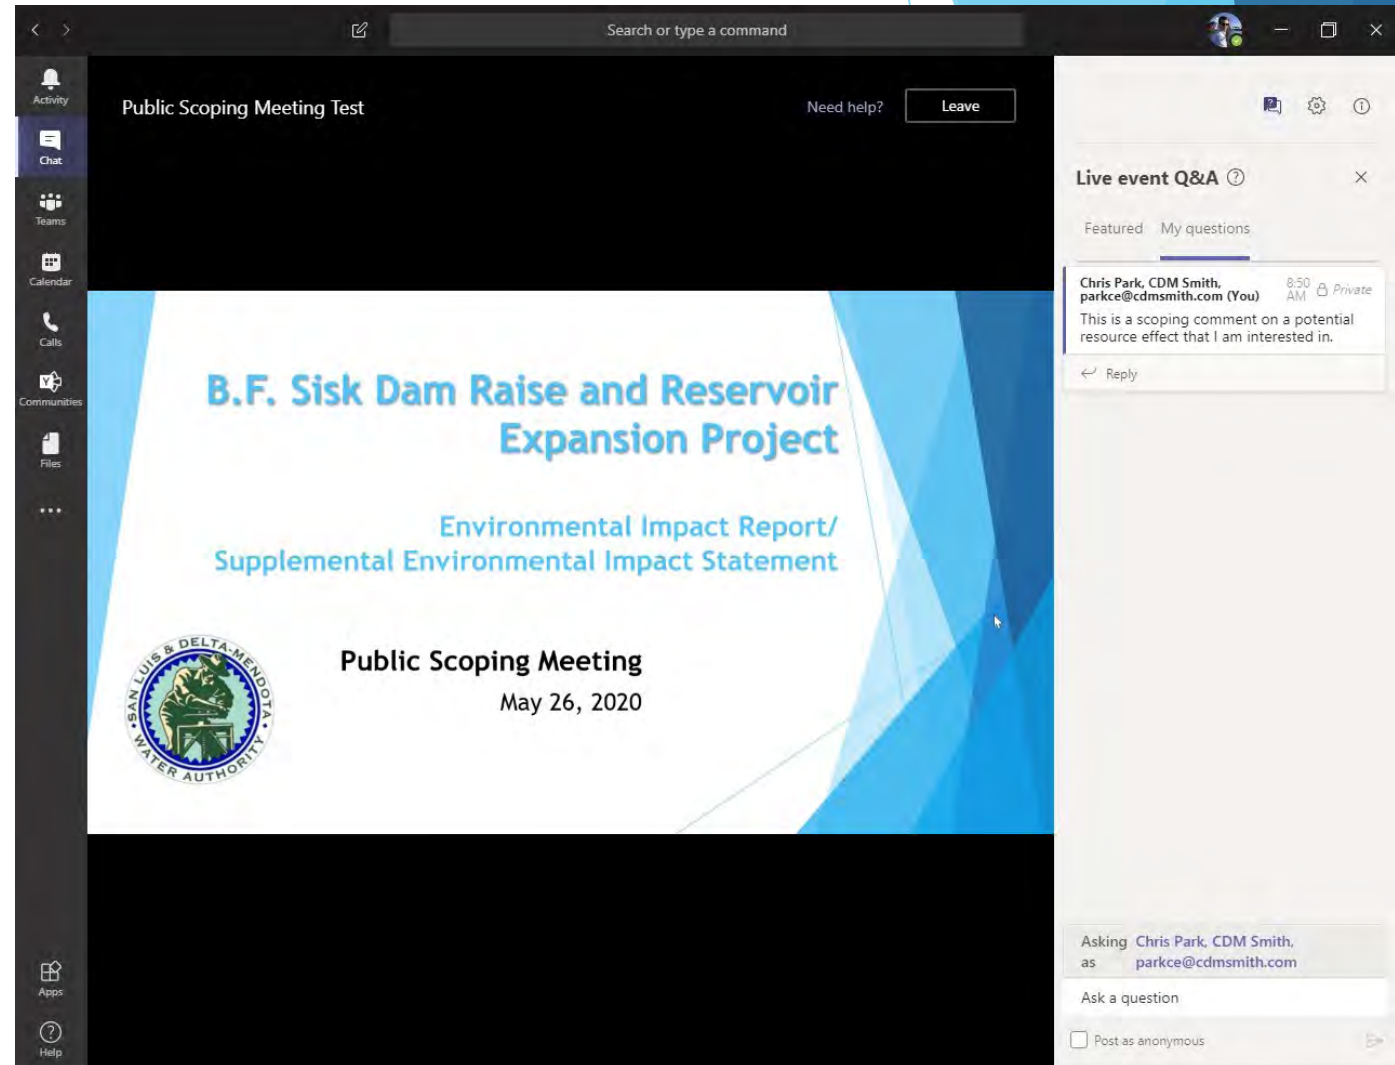 Search or type a command
Activity
Chat
Teams
Calendar
Calls
Communities
Files
Apps
Help
Public Scoping Meeting Test
Need help?
Leave
B.F. Sisk Dam Raise and Reservoir
Expansion Project
Environmental Impact Report/
Supplemental Environmental Impact Statement
Public Scoping Meeting
May 26, 2020
SAN LUIS & DELTA-MENDOTA
WATER AUTHORITY
Live event Q&A
Featured My questions
Chris Park, CDM Smith,
parkce@cdmsmith.com (You)
8:50
AM
Private
This is a scoping comment on a potential
resource effect that I am interested in.
Reply
Asking as
Chris Park, CDM Smith,
parkce@cdmsmith.com
Ask a question
Post as anonymous